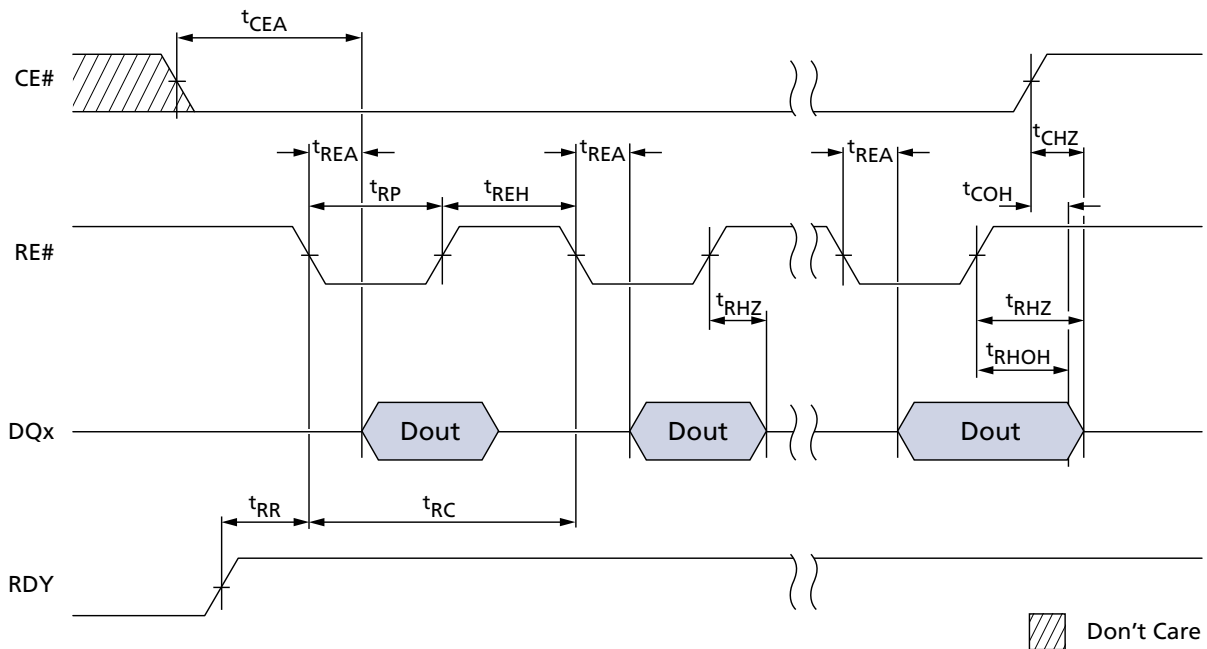 tCEA
CE#
tCHZ
tREA
tREA
tREA
tRP
tREH
tCOH
RE#
tRHZ
tRHZ
tRHOH
DQx
Dout
Dout
Dout
tRR
tRC
RDY
Don't Care